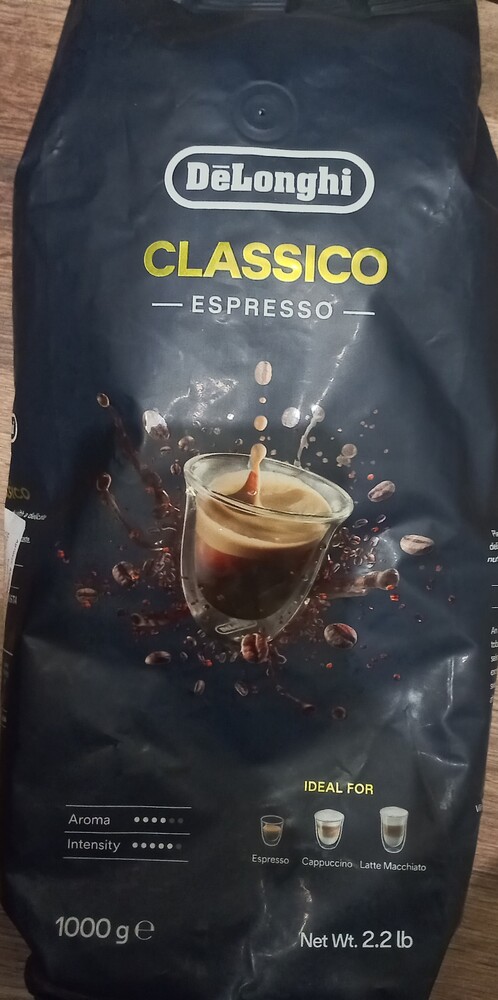 DēLonghi
CLASSICO
ESPRESSO
IDEAL FOR
Aroma
Intensity
Espresso Cappuccino Latte Macchiato
1000 g ℮
Net Wt. 2.2 lb